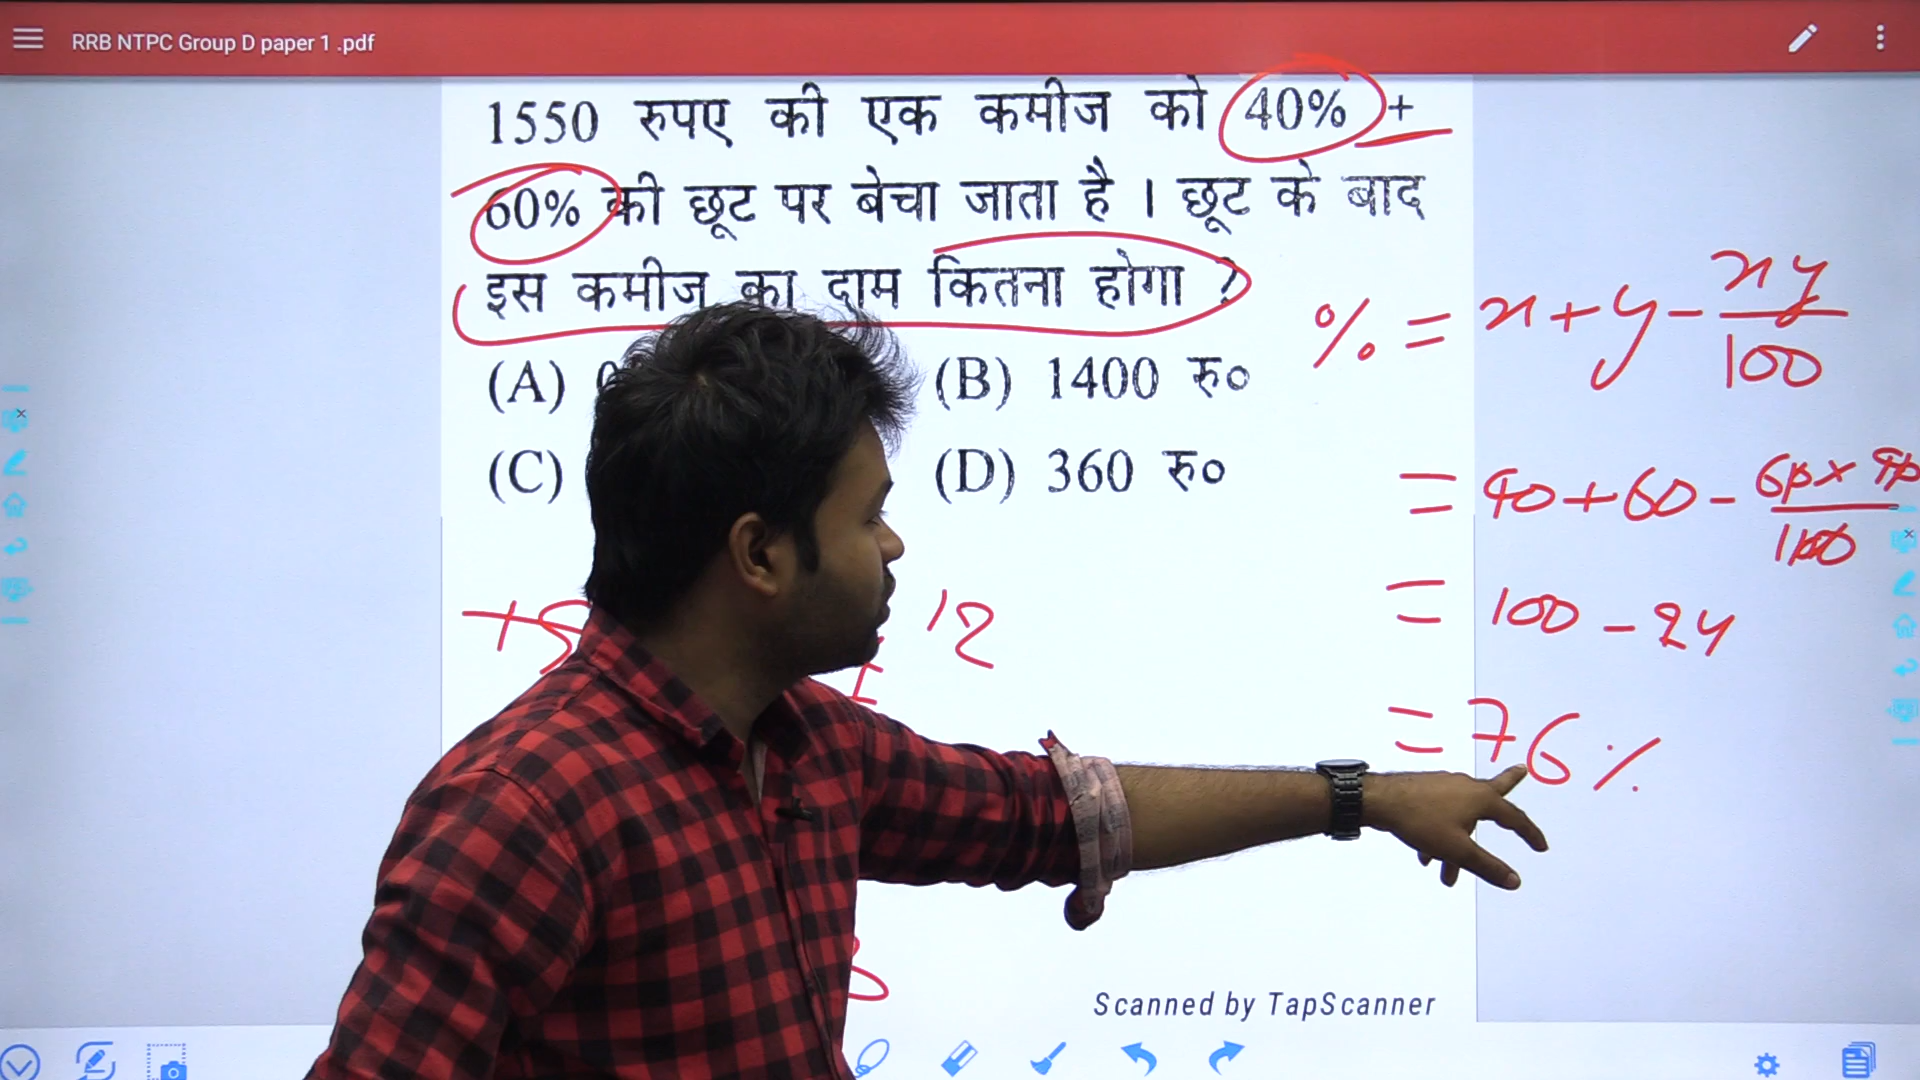 RRB NTPC Group D paper 1 .pdf
1550 रुपए की एक कमीज को 40% +
60% की छूट पर बेचा जाता है । छूट के बाद
इस कमीज का दाम कितना होगा ?
(A)
(B) 1400 रु०
(C)
(D) 360 रु०
% = x + y - xy/100
= 40 + 60 - 60 × 40/100
= 100 - 24
= 76%
12
Scanned by TapScanner